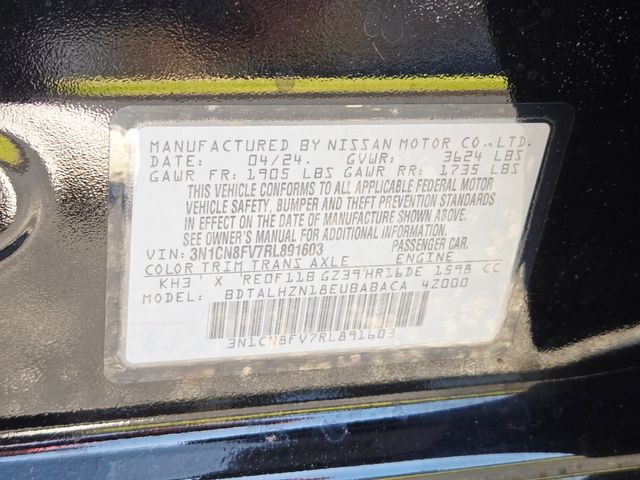 MANUFACTURED BY NISSAN MOTOR CO., LTD.
DATE: 04/24. GVWR: 3624 LBS
GAWR FR: 1905 LBS GAWR RR: 1735 LBS
THIS VEHICLE CONFORMS TO ALL APPLICABLE FEDERAL MOTOR
VEHICLE SAFETY, BUMPER AND THEFT PREVENTION STANDARDS
IN EFFECT ON THE DATE OF MANUFACTURE SHOWN ABOVE.
SEE OWNER'S MANUAL FOR ADDITIONAL INFORMATION
VIN: 3N1CN8FV7RL891603 PASSENGER CAR.
COLOR TRIM TRANS AXLE ENGINE
KH3 X RE0F11B GZ39 HR16DE 1598 CC
MODEL: BDTALHZN18EUBABACA 42000
3N1CN8FV7RL891603